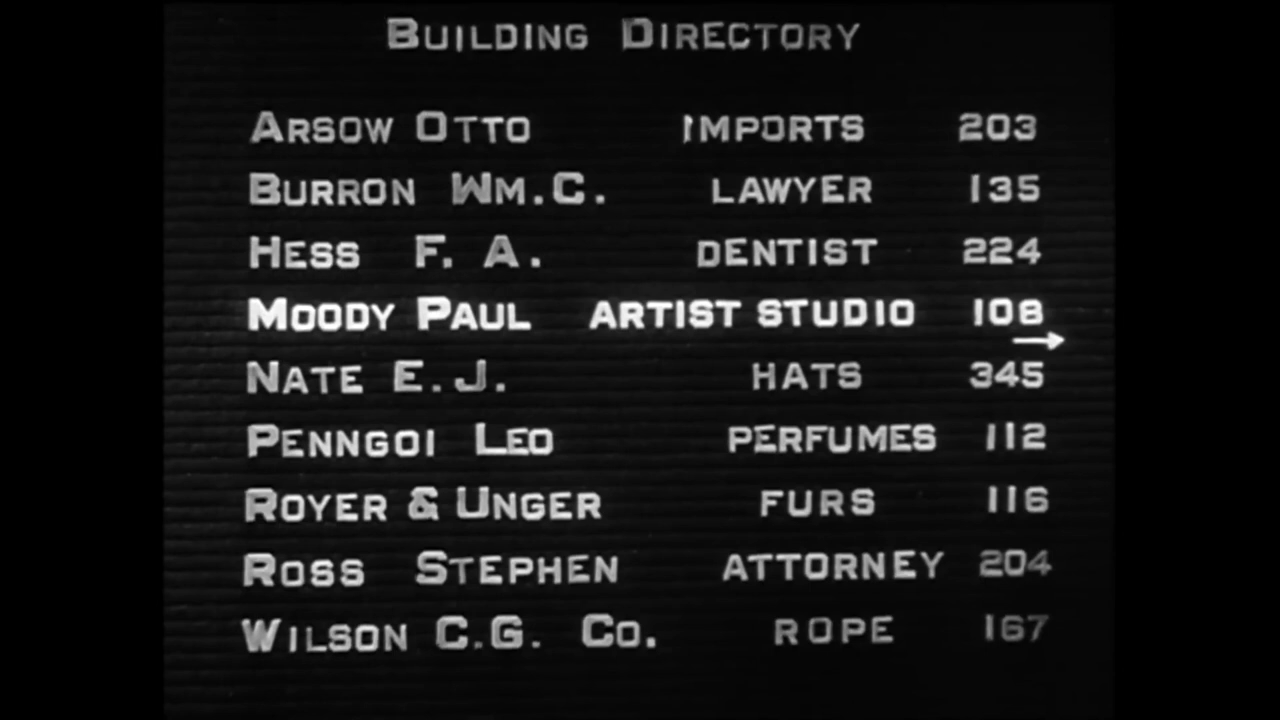 BUILDING DIRECTORY
ARSOW OTTO IMPORTS 203
BURRON WM.C. LAWYER 135
HESS F. A. DENTIST 224
MOODY PAUL ARTIST STUDIO 108
NATE E.J. HATS 345
PENNGOI LEO PERFUMES 112
ROYER & UNGER FURS 116
ROSS STEPHEN ATTORNEY 204
WILSON C.G. CO. ROPE 167